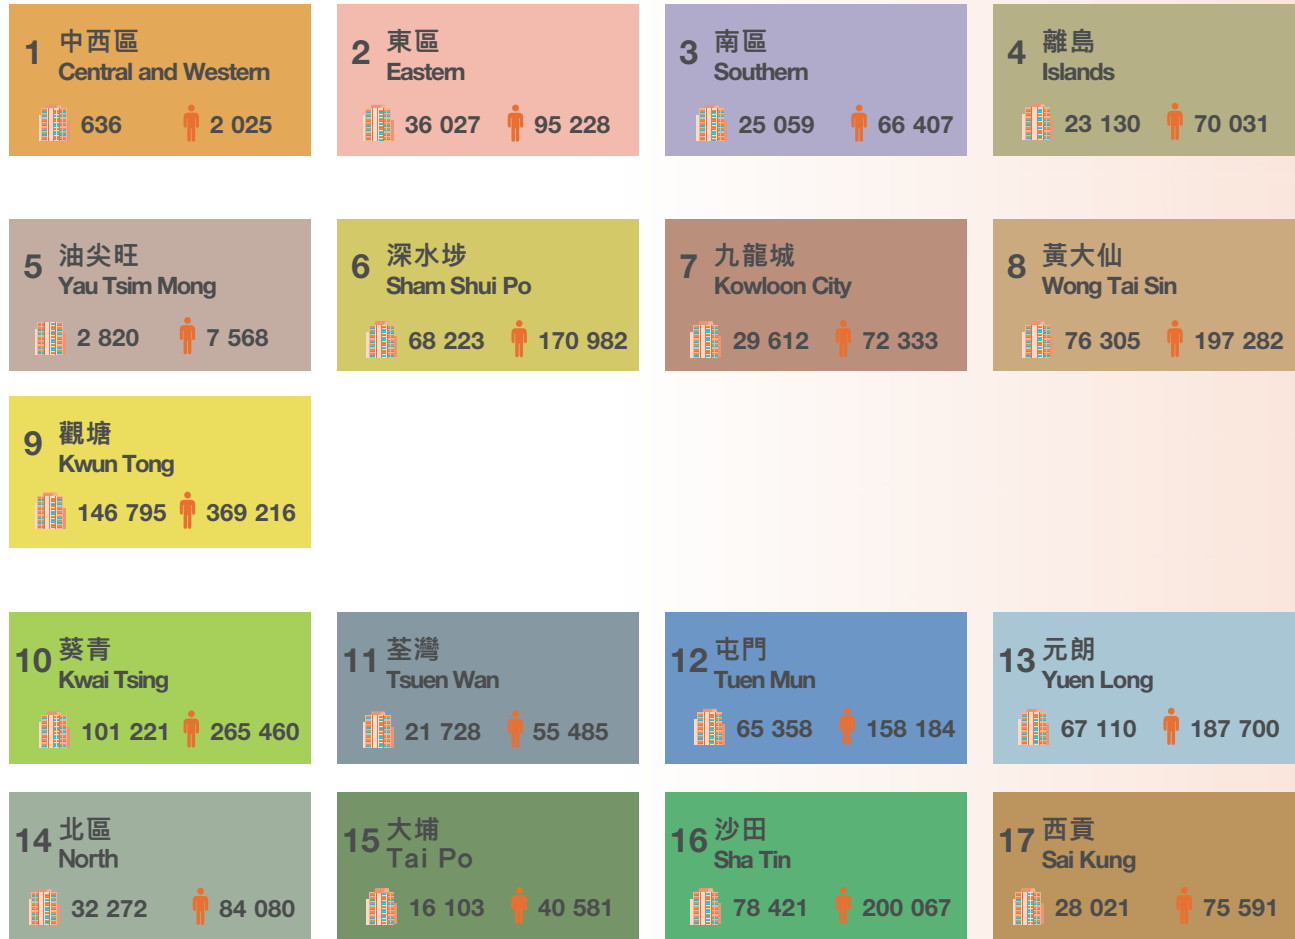 1 中西區
Central and Western
636 2 025
2 東區
Eastern
36 027 95 228
3 南區
Southern
25 059 66 407
4 離島
Islands
23 130 70 031
5 油尖旺
Yau Tsim Mong
2 820 7 568
6 深水埗
Sham Shui Po
68 223 170 982
7 九龍城
Kowloon City
29 612 72 333
8 黃大仙
Wong Tai Sin
76 305 197 282
9 觀塘
Kwun Tong
146 795 369 216
10 葵青
Kwai Tsing
101 221 265 460
11 荃灣
Tsuen Wan
21 728 55 485
12 屯門
Tuen Mun
65 358 158 184
13 元朗
Yuen Long
67 110 187 700
14 北區
North
32 272 84 080
15 大埔
Tai Po
16 103 40 581
16 沙田
Sha Tin
78 421 200 067
17 西貢
Sai Kung
28 021 75 591